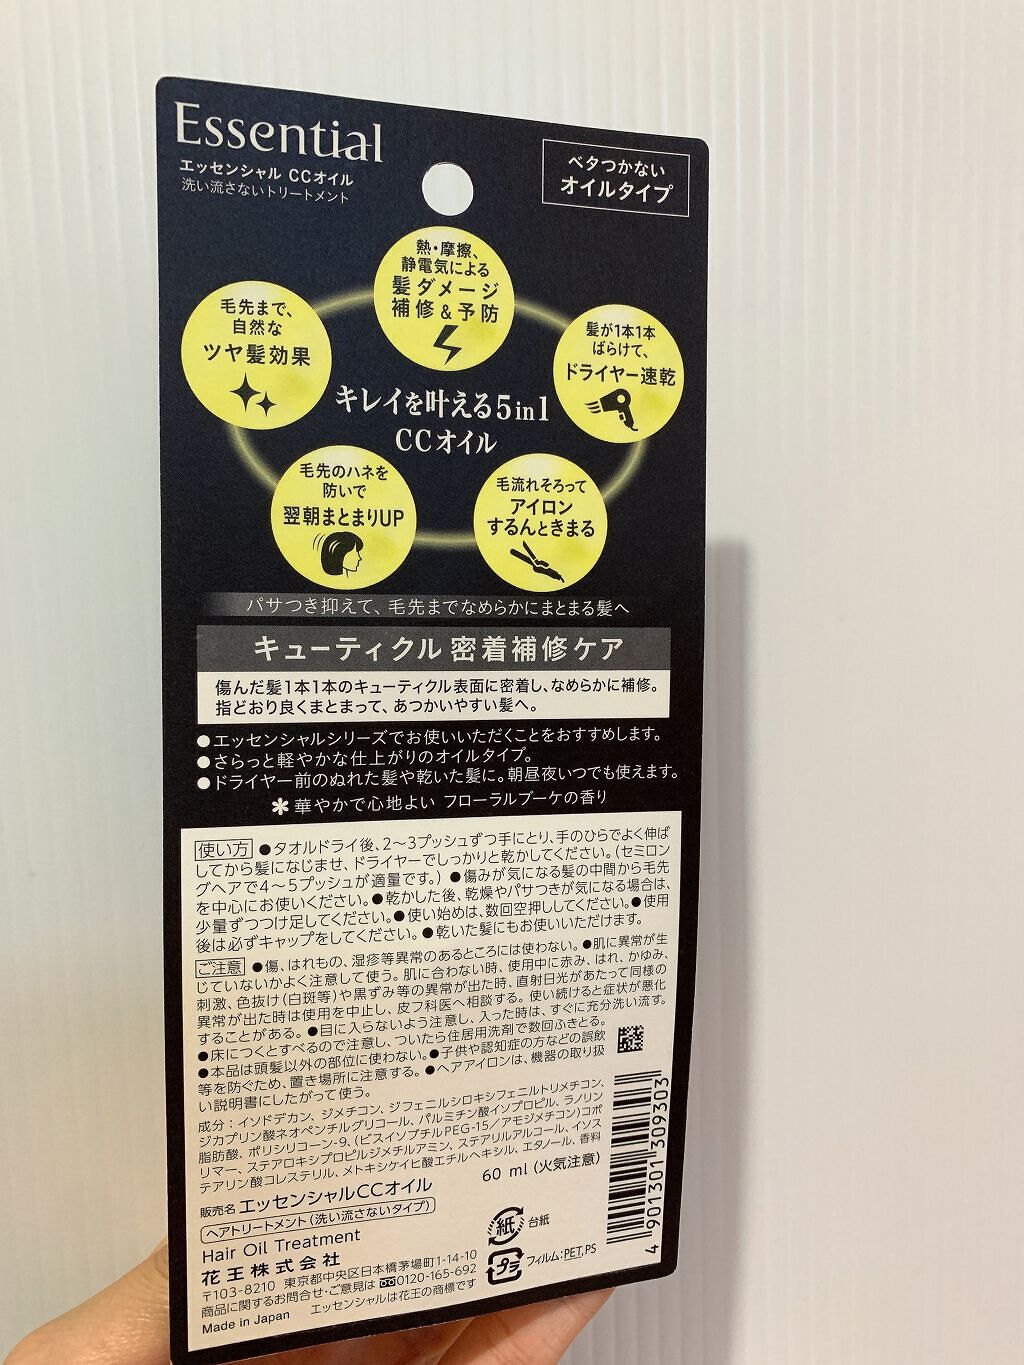 Essential
エッセンシャル CCオイル
洗い流さないトリートメント
ベタつかない
オイルタイプ
熱・摩擦、
静電気による
髪ダメージ
補修&予防
毛先まで、
自然な
ツヤ髪効果
髪が1本1本
ばらけて、
ドライヤー速乾
キレイを叶える5in1
CCオイル
毛先のハネを
防いで
翌朝まとまりUP
毛流れそろって
アイロン
するんときまる
パサつき抑えて、毛先までなめらかにまとまる髪へ
キューティクル 密着補修ケア
傷んだ髪1本1本のキューティクル表面に密着し、なめらかに補修。
指どおり良くまとまって、あつかいやすい髪へ。
●エッセンシャルシリーズでお使いいただくことをおすすめします。
●さらっと軽やかな仕上がりのオイルタイプ。
●ドライヤー前のぬれた髪や乾いた髪に。朝昼夜いつでも使えます。
✻華やかで心地よい フローラルブーケの香り
使い方 ●タオルドライ後、2〜3プッシュずつ手にとり、手のひらでよく伸ば
してから髪になじませ、ドライヤーでしっかりと乾かしてください。(セミロン
グヘアで4〜5プッシュが適量です。)●傷みが気になる髪の中間から毛先
を中心にお使いください。●乾かした後、乾燥やパサつきが気になる場合は、
少量ずつつけ足してください。●使い始めは、数回空押ししてください。●使用
後は必ずキャップをしてください。●乾いた髪にもお使いいただけます。
ご注意 ●傷、はれもの、湿疹等異常のあるところには使わない。●肌に異常が生
じていないかよく注意して使う。肌に合わない時、使用中に赤み、はれ、かゆみ、
刺激、色抜け(白斑等)や黒ずみ等の異常が出た時、直射日光があたって同様の
異常が出た時は使用を中止し、皮フ科医へ相談する。使い続けると症状が悪化
することがある。●目に入らないよう注意し、入った時は、すぐに充分洗い流す。
●床につくとすべるので注意し、ついたら住居用洗剤で数回ふきとる。
●本品は頭髪以外の部位に使わない。●子供や認知症の方などの誤飲
等を防ぐため、置き場所に注意する。●ヘアアイロンは、機器の取り扱
い説明書にしたがって使う。
成分:イソドデカン、ジメチコン、ジフェニルシロキシフェニルトリメチコン、
ジカプリン酸ネオペンチルグリコール、パルミチン酸イソプロピル、ラノリン
脂肪酸、ポリシリコーン-9、(ビスイソブチルPEG-15/アモジメチコン)コポ
リマー、ステアロキシプロピルジメチルアミン、ステアリルアルコール、イソス
テアリン酸コレステリル、メトキシケイヒ酸エチルヘキシル、エタノール、香料
販売名 エッセンシャルCCオイル
60 ml (火気注意)
ヘアトリートメント(洗い流さないタイプ)
Hair Oil Treatment
花王株式会社
〒103-8210 東京都中央区日本橋茅場町1-14-10
商品に関するお問合せ・ご意見は 0120-165-692
Made in Japan エッセンシャルは花王の商標です
紙 台紙
プラ フィルム:PET,PS
4 901301 309303